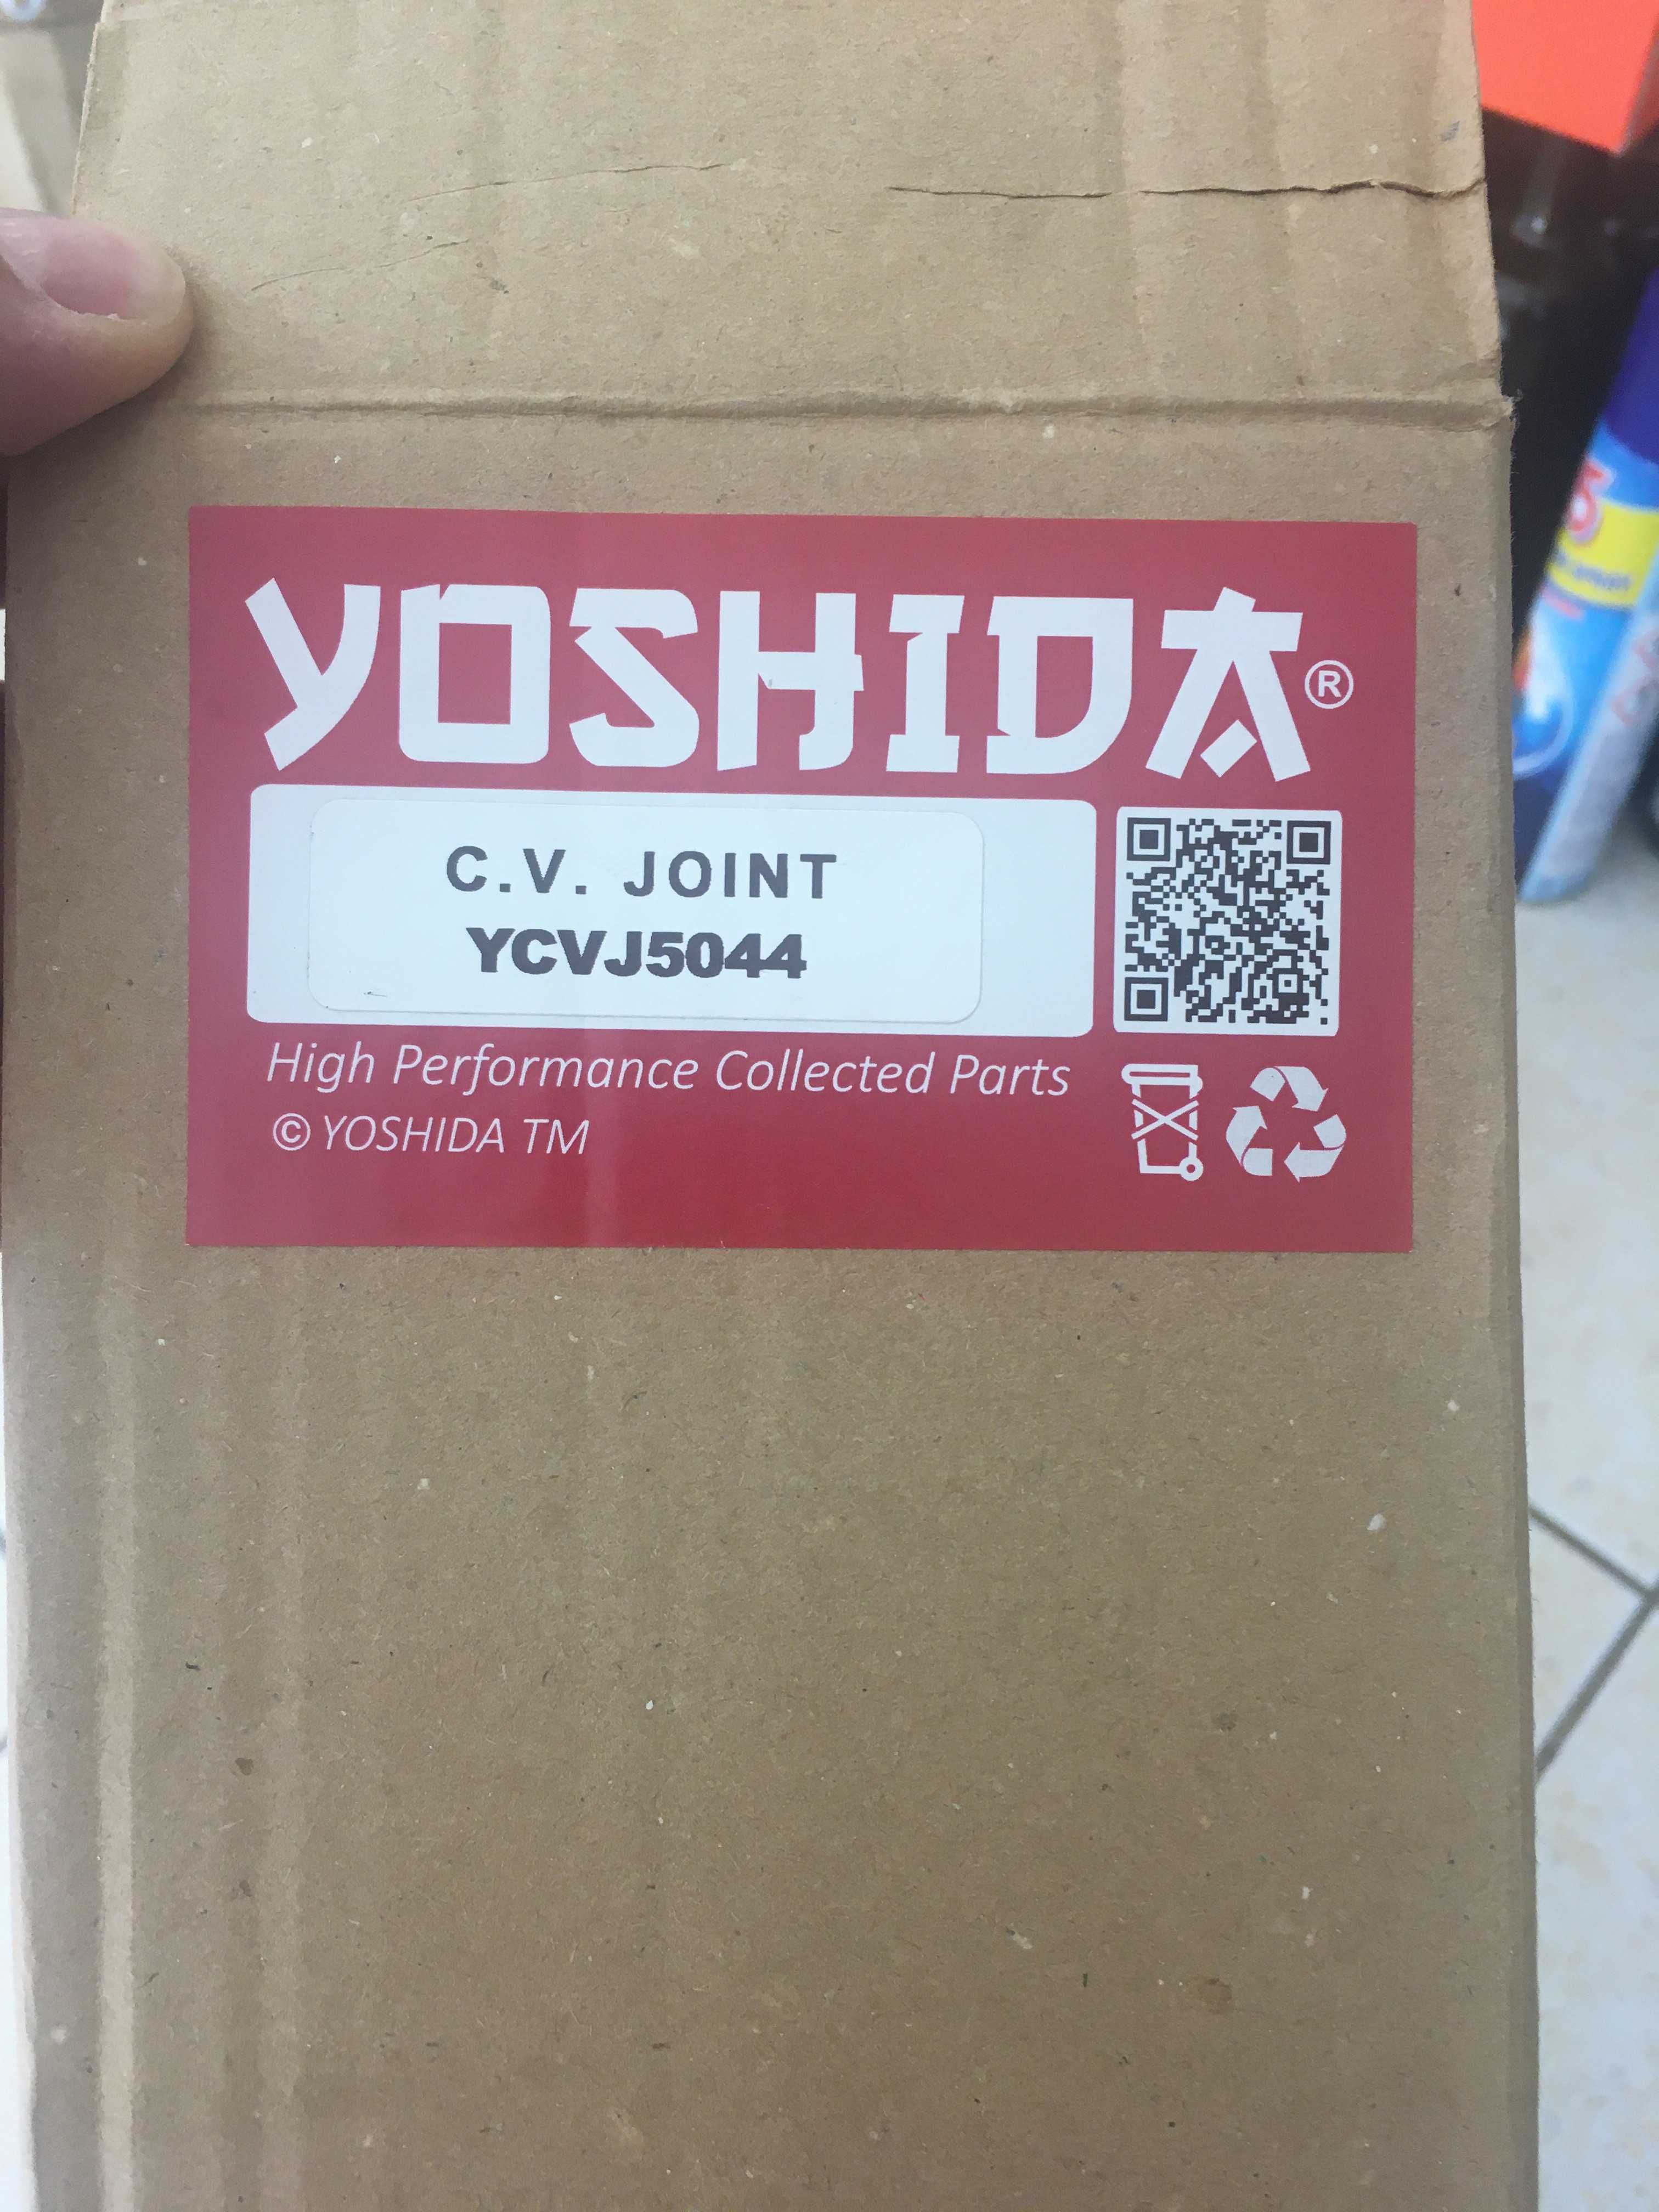 YOSHIDA®
C.V. JOINT
YCVJ5044
High Performance Collected Parts
© YOSHIDA TM